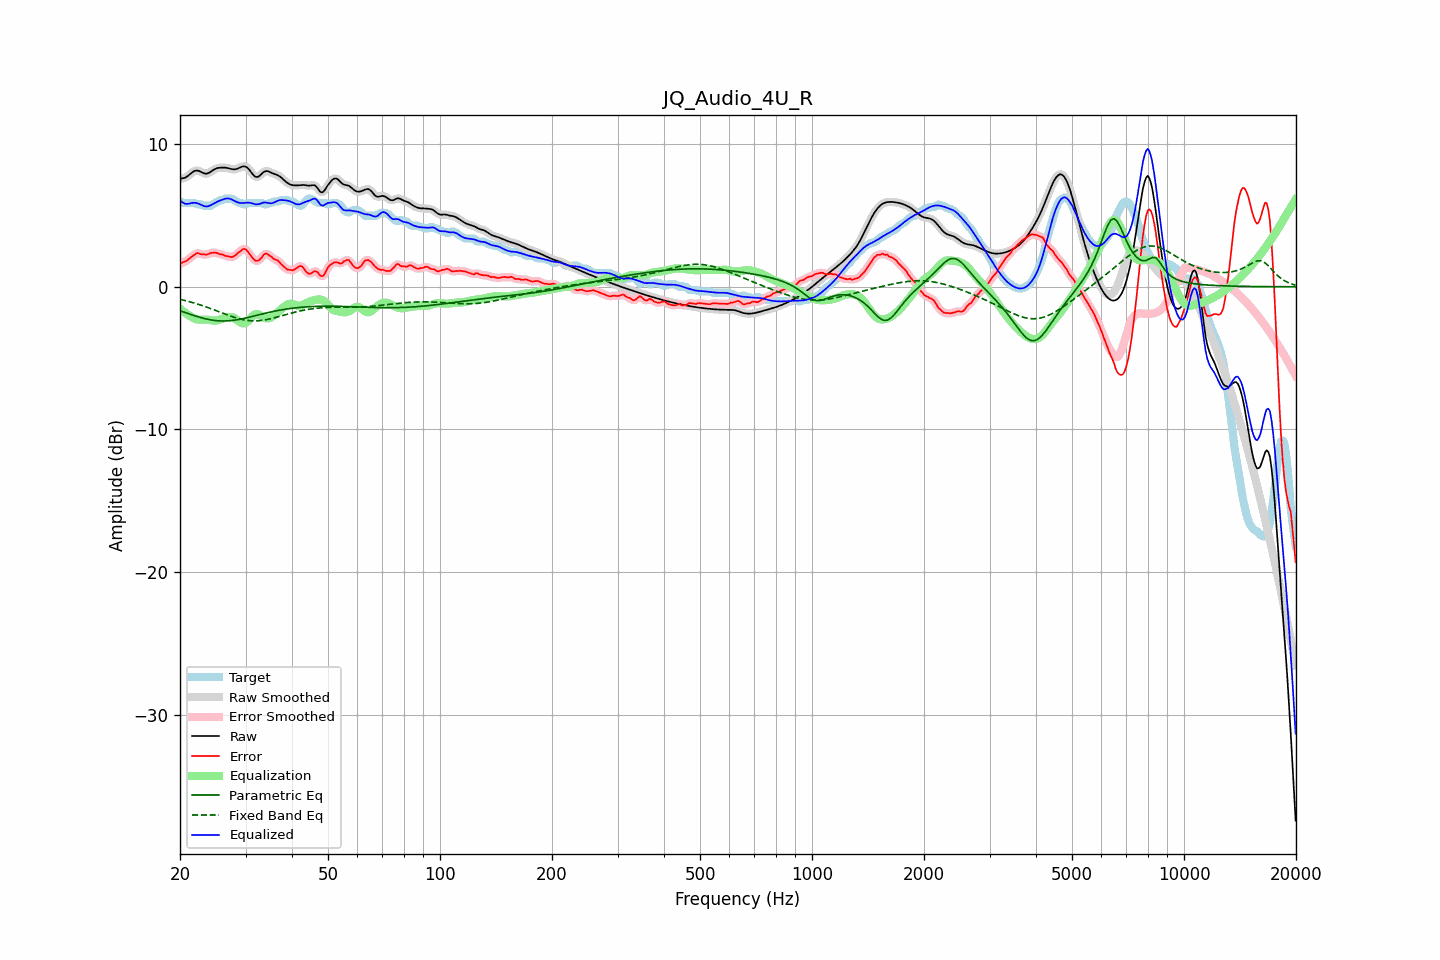 JQ_Audio_4U_R
Amplitude (dBr)
10
0
−10
−20
−30
Target
Raw Smoothed
Error Smoothed
Raw
Error
Equalization
Parametric Eq
Fixed Band Eq
Equalized
20 50 100 200 500 1000 2000 5000 10000 20000
Frequency (Hz)